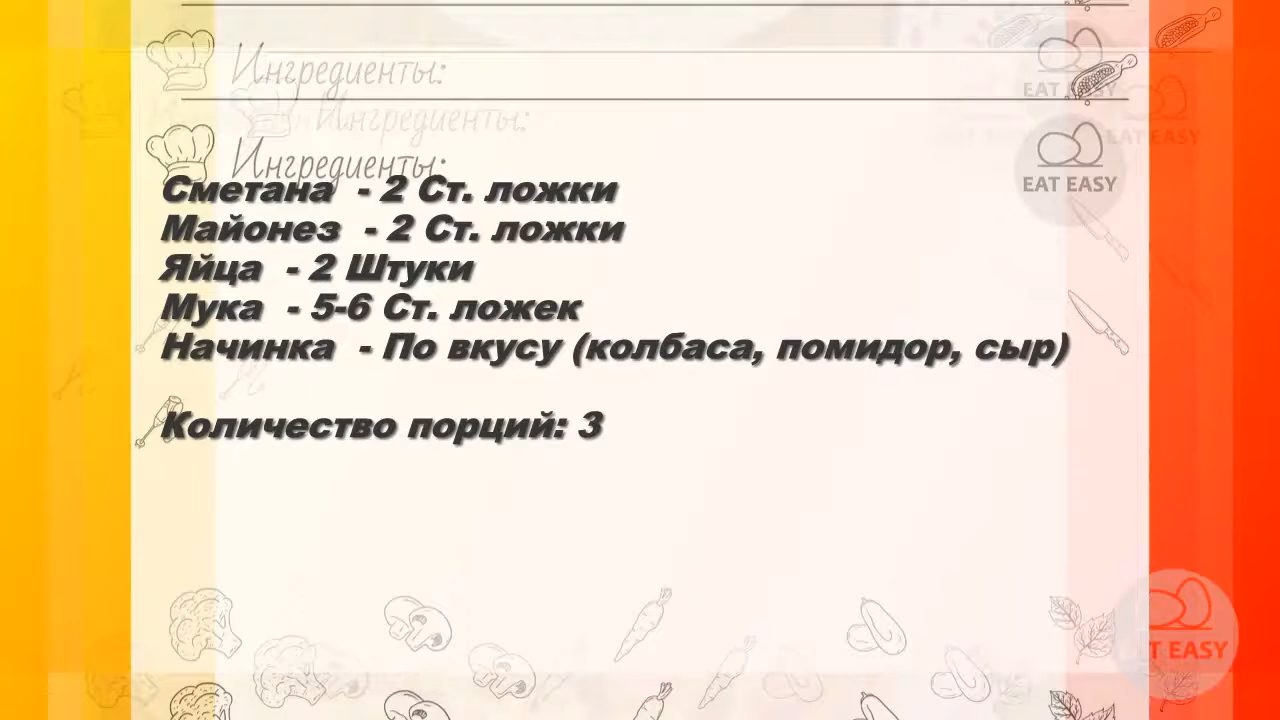 Ингредиенты:
EAT EASY
Ингредиенты:
EAT EASY
Ингредиенты:
EAT EASY
Сметана - 2 Ст. ложки
Майонез - 2 Ст. ложки
Яйца - 2 Штуки
Мука - 5-6 Ст. ложек
Начинка - По вкусу (колбаса, помидор, сыр)
Количество порций: 3
EAT EASY